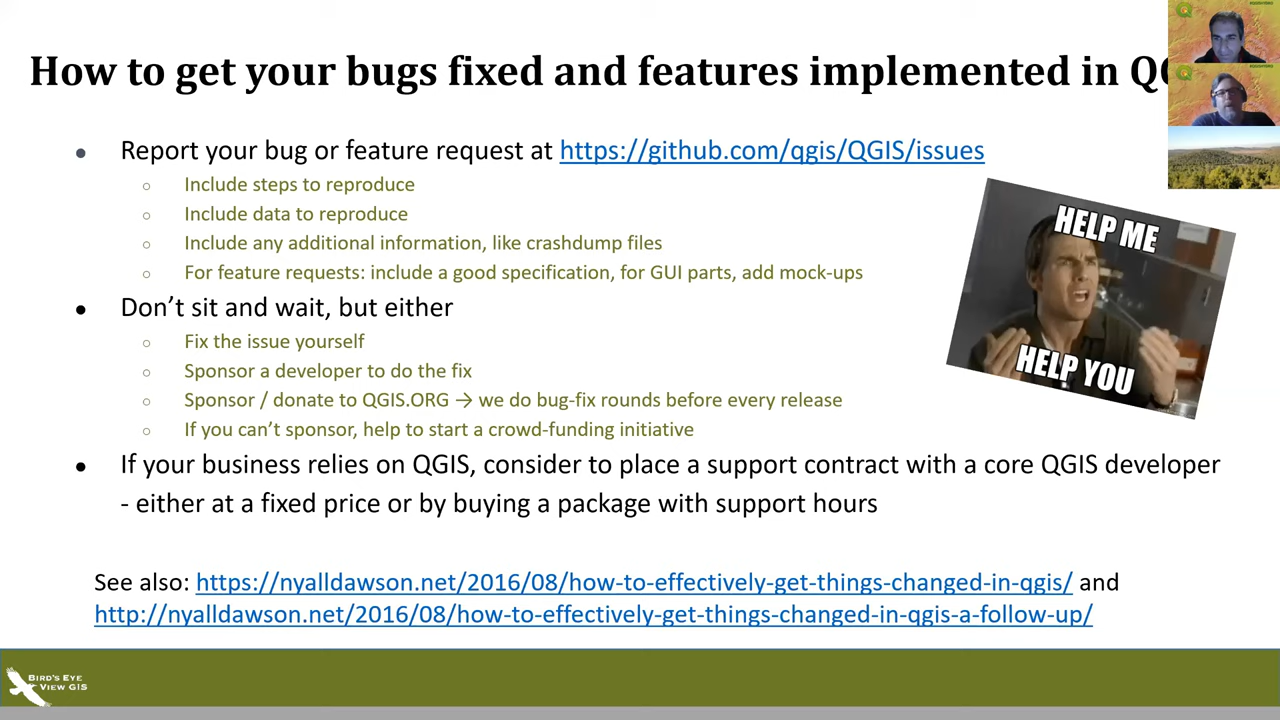 How to get your bugs fixed and features implemented in
Report your bug or feature request at https://github.com/qgis/QGIS/issues
Include steps to reproduce
Include data to reproduce
Include any additional information, like crashdump files
For feature requests: include a good specification, for GUI parts, add mock-ups
HELP ME
HELP YOU
Don’t sit and wait, but either
Fix the issue yourself
Sponsor a developer to do the fix
Sponsor / donate to QGIS.ORG → we do bug-fix rounds before every release
If you can’t sponsor, help to start a crowd-funding initiative
If your business relies on QGIS, consider to place a support contract with a core QGIS developer
- either at a fixed price or by buying a package with support hours
See also: https://nyalldawson.net/2016/08/how-to-effectively-get-things-changed-in-qgis/ and
http://nyalldawson.net/2016/08/how-to-effectively-get-things-changed-in-qgis-a-follow-up/
BIRD'S EYE
VIEW GIS